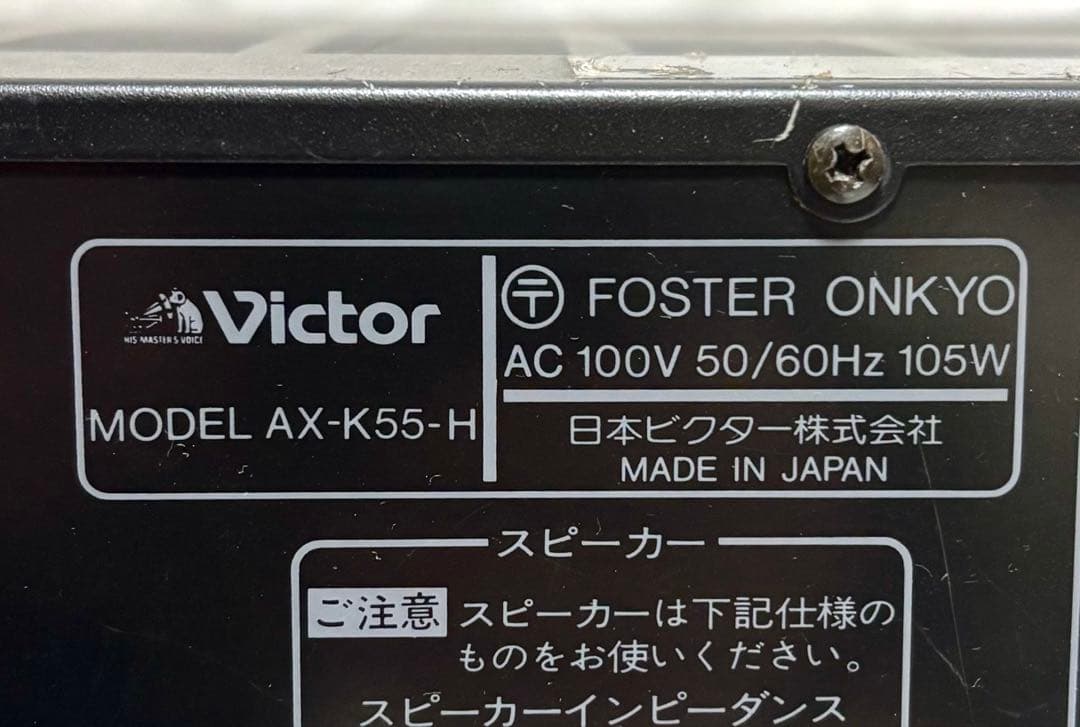 HIS MASTER'S VOICE
Victor
MODEL AX-K55-H
〒 FOSTER ONKYO
AC 100V 50/60Hz 105W
日本ビクター株式会社
MADE IN JAPAN
スピーカー
ご注意 スピーカーは下記仕様の
ものをお使いください。
スピーカーインピーダンス